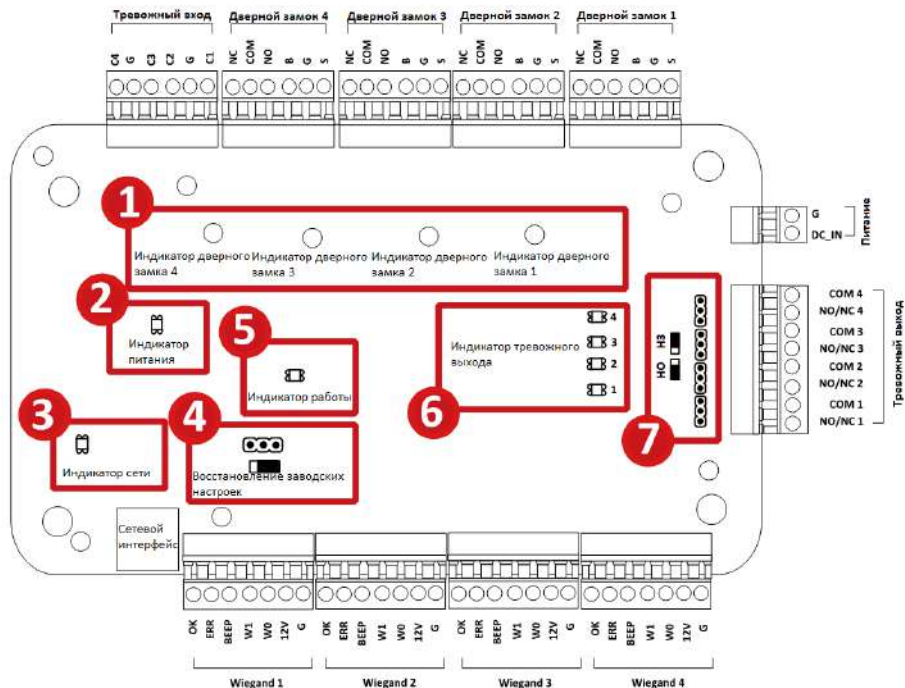 Тревожный вход
Дверной замок 4
Дверной замок 3
Дверной замок 2
Дверной замок 1
C4 G C3 C2 G C1
NC COM NO B G S
NC COM NO B G S
NC COM NO B G S
NC COM NO B G S
1
Индикатор дверного
замка 4
Индикатор дверного
замка 3
Индикатор дверного
замка 2
Индикатор дверного
замка 1
G
DC_IN
Питание
2
Индикатор
питания
5
Индикатор работы
6
Индикатор тревожного
выхода
4
3
2
1
7
НЗ
НО
COM 4
NO/NC 4
COM 3
NO/NC 3
COM 2
NO/NC 2
COM 1
NO/NC 1
Тревожный выход
3
Индикатор сети
4
Восстановление заводских
настроек
Сетевой
интерфейс
OK ERR BEEP W1 W0 12V G
OK ERR BEEP W1 W0 12V G
OK ERR BEEP W1 W0 12V G
OK ERR BEEP W1 W0 12V G
Wiegand 1
Wiegand 2
Wiegand 3
Wiegand 4